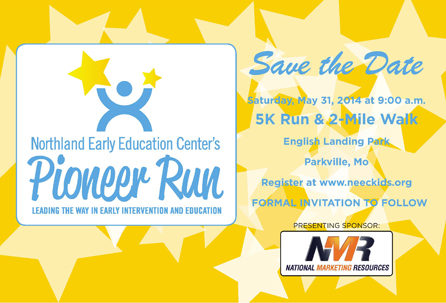 Northland Early Education Center's
Pioneer Run
LEADING THE WAY IN EARLY INTERVENTION AND EDUCATION
Save the Date
Saturday, May 31, 2014 at 9:00 a.m.
5K Run & 2-Mile Walk
English Landing Park
Parkville, Mo
Register at www.neeckids.org
FORMAL INVITATION TO FOLLOW
PRESENTING SPONSOR:
NMR
NATIONAL MARKETING RESOURCES